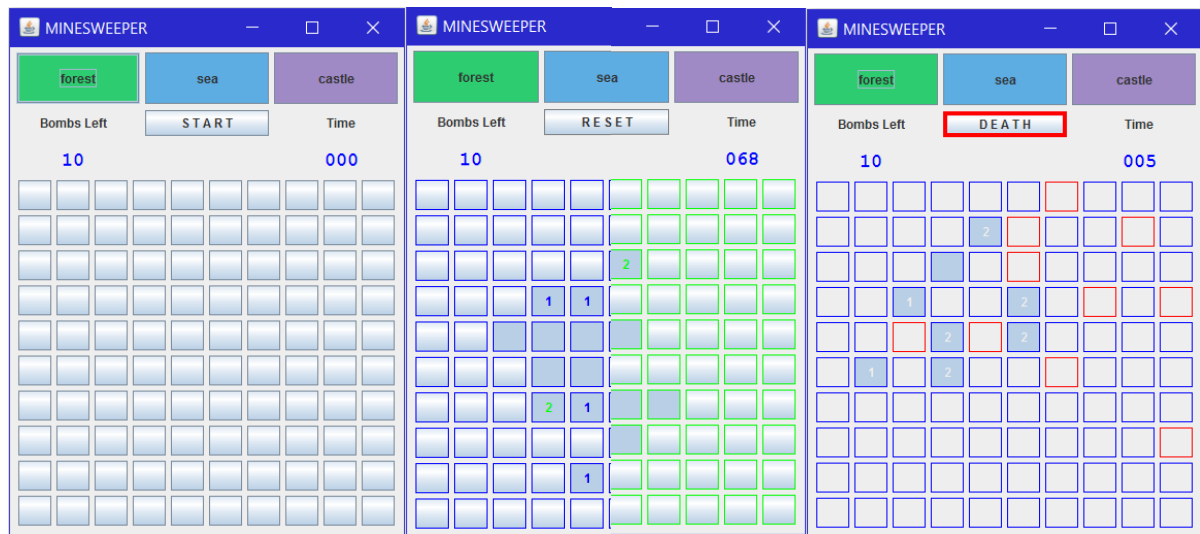 MINESWEEPER
forest sea castle
Bombs Left START Time
10 000
MINESWEEPER
forest sea castle
Bombs Left RESET Time
10 068
2
1 1
2 1
1
MINESWEEPER
forest sea castle
Bombs Left DEATH Time
10 005
2
1 2
2 2
1 2